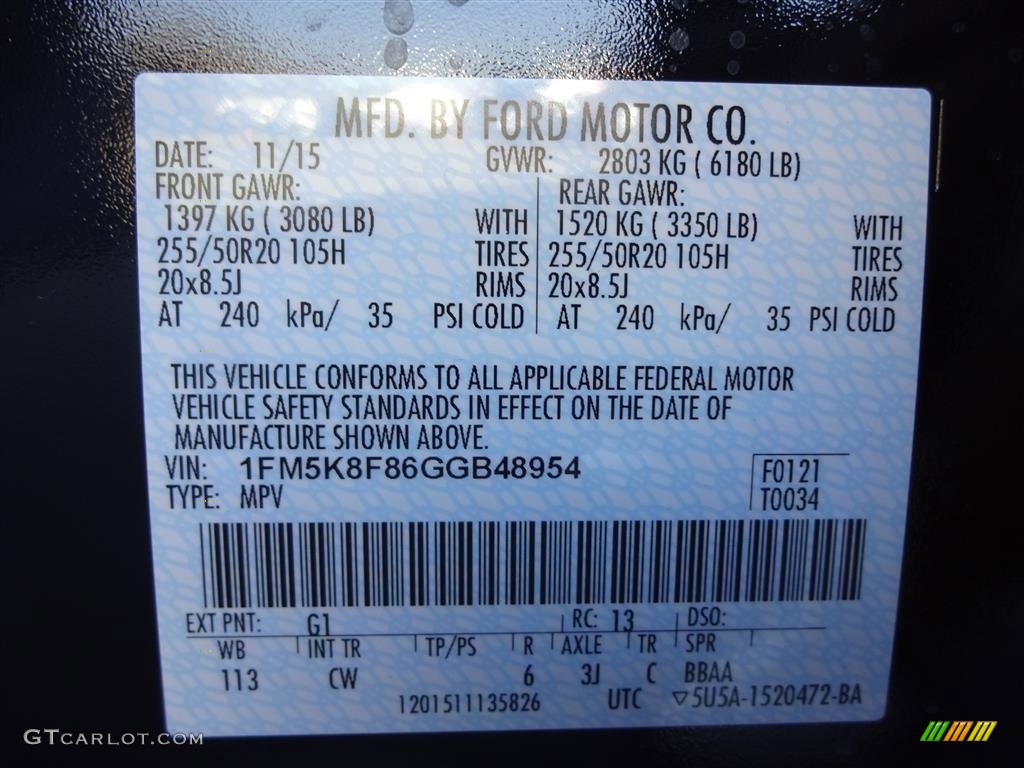 MFD. BY FORD MOTOR CO.
DATE: 11/15 GVWR: 2803 KG ( 6180 LB)
FRONT GAWR: REAR GAWR:
1397 KG ( 3080 LB) WITH 1520 KG ( 3350 LB) WITH
255/50R20 105H TIRES 255/50R20 105H TIRES
20x8.5J RIMS 20x8.5J RIMS
AT 240 kPa/ 35 PSI COLD AT 240 kPa/ 35 PSI COLD
THIS VEHICLE CONFORMS TO ALL APPLICABLE FEDERAL MOTOR
VEHICLE SAFETY STANDARDS IN EFFECT ON THE DATE OF
MANUFACTURE SHOWN ABOVE.
VIN: 1FM5K8F86GGB48954 F0121
TYPE: MPV T0034
EXT PNT: G1 RC: 13 DSO:
WB INT TR TP/PS R AXLE TR SPR
113 CW 6 3J C BBAA
1201511135826 UTC ▽5U5A-1520472-BA
GTCARLOT.COM